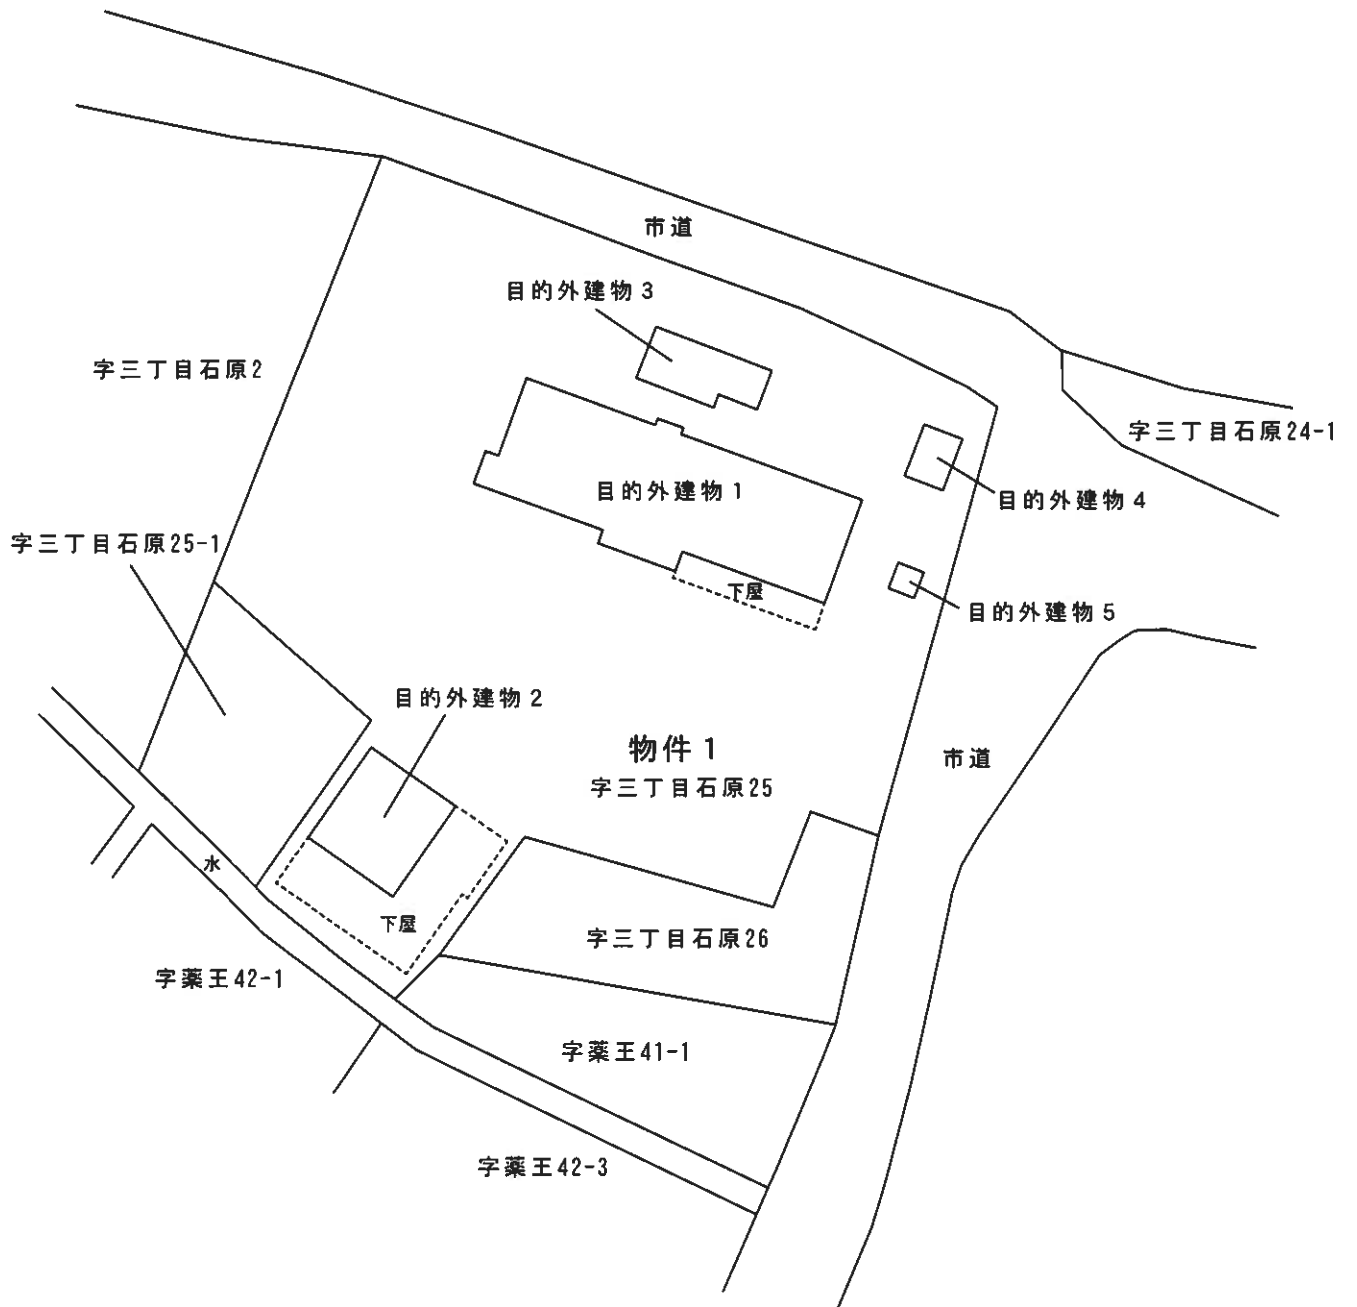 市道
目的外建物3
字三丁目石原2
字三丁目石原24-1
目的外建物1
目的外建物4
字三丁目石原25-1
下屋
目的外建物5
目的外建物2
物件1
字三丁目石原25
市道
水
下屋
字三丁目石原26
字薬王42-1
字薬王41-1
字薬王42-3